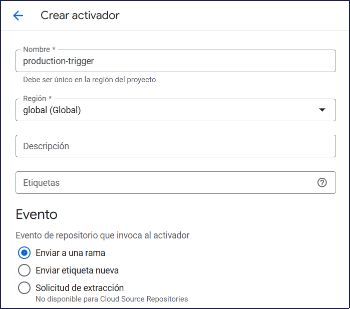 Crear activador
Nombre *
production-trigger
Debe ser único en la región del proyecto
Región *
global (Global)
Descripción
Etiquetas
Evento
Evento de repositorio que invoca al activador
Enviar a una rama
Enviar etiqueta nueva
Solicitud de extracción
No disponible para Cloud Source Repositories